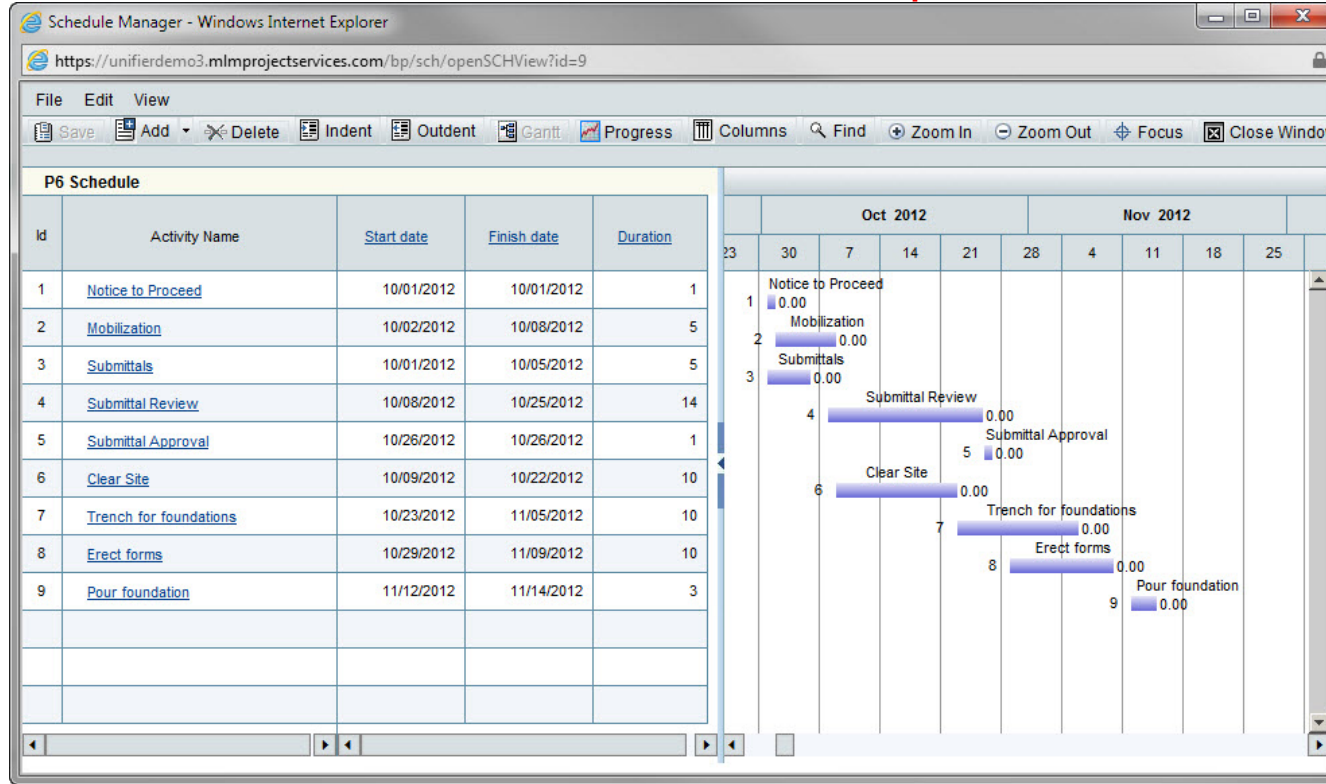 Schedule Manager - Windows Internet Explorer
https://unifierdemo3.mlmprojectservices.com/bp/sch/openSCHView?id=9
File Edit View
Save Add Delete Indent Outdent Gantt Progress Columns Find Zoom In Zoom Out Focus Close Windo
P6 Schedule
Id Activity Name Start date Finish date Duration
Oct 2012 Nov 2012
23 30 7 14 21 28 4 11 18 25
1 Notice to Proceed 10/01/2012 10/01/2012 1
2 Mobilization 10/02/2012 10/08/2012 5
3 Submittals 10/01/2012 10/05/2012 5
4 Submittal Review 10/08/2012 10/25/2012 14
5 Submittal Approval 10/26/2012 10/26/2012 1
6 Clear Site 10/09/2012 10/22/2012 10
7 Trench for foundations 10/23/2012 11/05/2012 10
8 Erect forms 10/29/2012 11/09/2012 10
9 Pour foundation 11/12/2012 11/14/2012 3
Notice to Proceed
1 0.00
Mobilization
2 0.00
Submittals
3 0.00
Submittal Review
4 0.00
Submittal Approval
5 0.00
Clear Site
6 0.00
Trench for foundations
7 0.00
Erect forms
8 0.00
Pour foundation
9 0.00